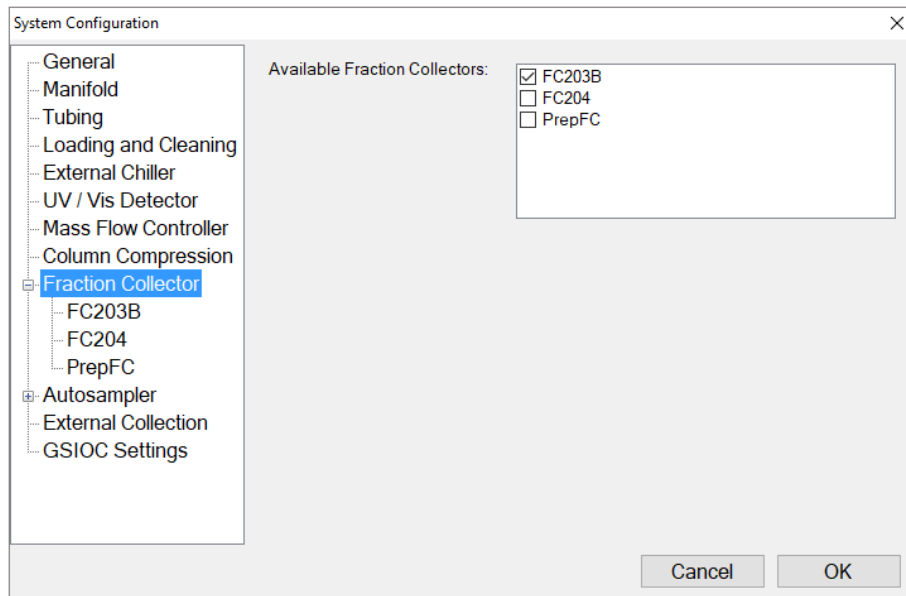 System Configuration
General
Manifold
Tubing
Loading and Cleaning
External Chiller
UV / Vis Detector
Mass Flow Controller
Column Compression
Fraction Collector
FC203B
FC204
PrepFC
Autosampler
External Collection
GSIOC Settings
Available Fraction Collectors:
FC203B
FC204
PrepFC
Cancel
OK